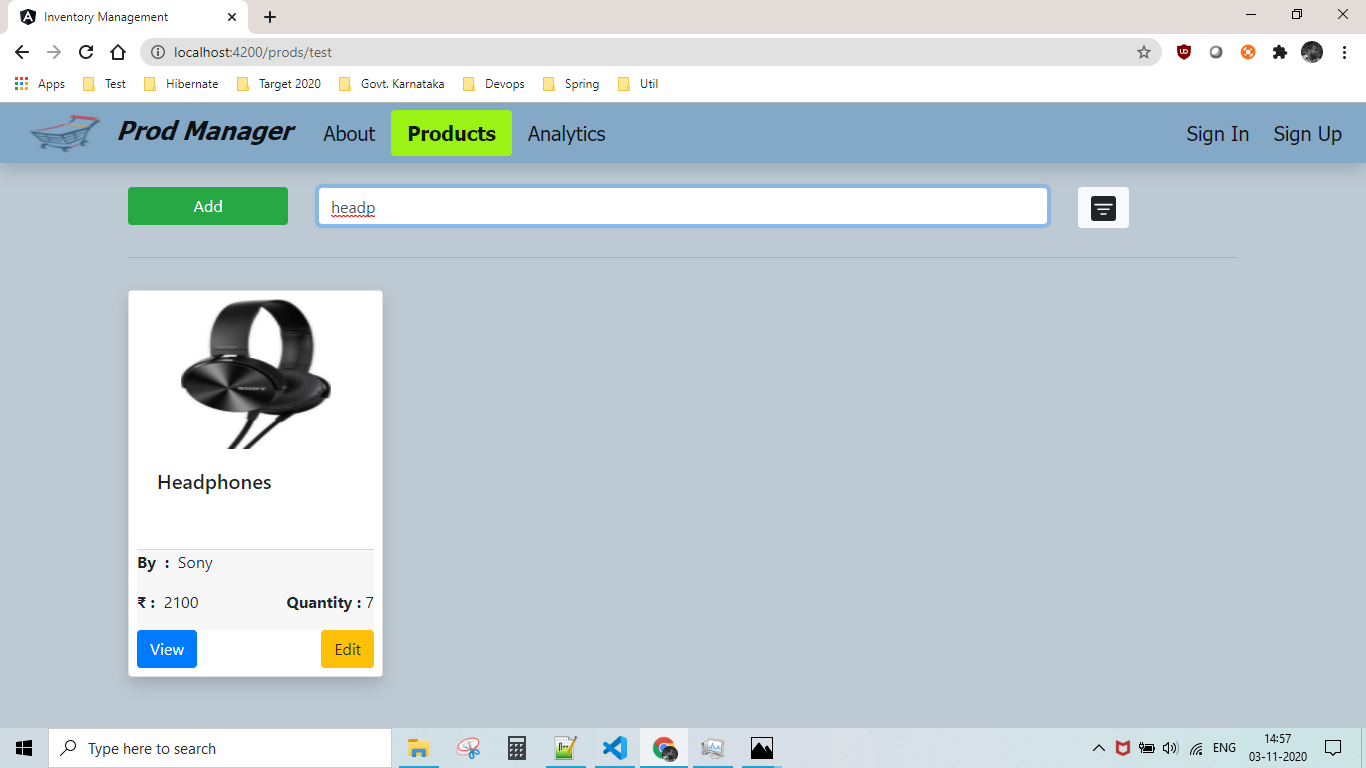 Inventory Management
localhost:4200/prods/test
Apps Test Hibernate Target 2020 Govt. Karnataka Devops Spring Util
Prod Manager About Products Analytics Sign In Sign Up
Add headp
SONY
Headphones
By : Sony
₹ : 2100 Quantity : 7
View Edit
Type here to search
ENG
14:57
03-11-2020